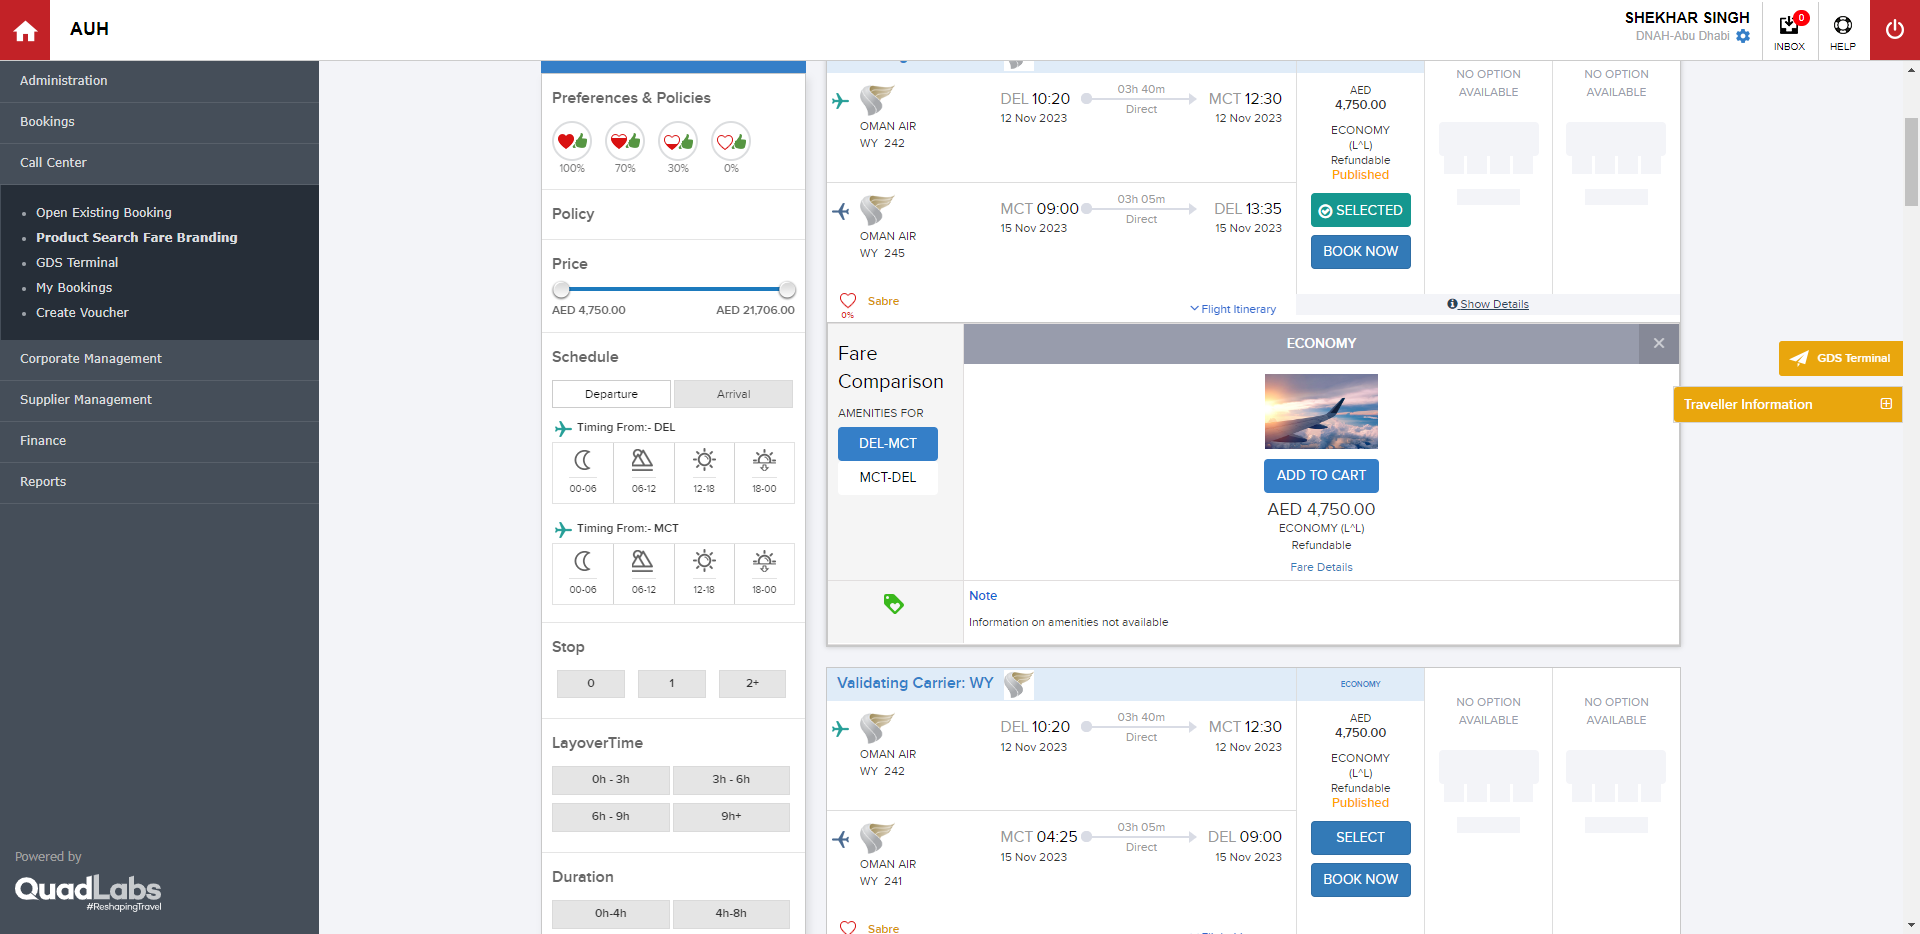 AUH
SHEKHAR SINGH
DNAH-Abu Dhabi
0
INBOX
HELP
Administration
Bookings
Call Center
Open Existing Booking
Product Search Fare Branding
GDS Terminal
My Bookings
Create Voucher
Corporate Management
Supplier Management
Finance
Reports
Powered by
QuadLabs
#ReshapingTravel
Preferences & Policies
100%
70%
30%
0%
Policy
Price
AED 4,750.00
AED 21,706.00
Schedule
Departure
Arrival
Timing From:- DEL
00-06
06-12
12-18
18-00
Timing From:- MCT
00-06
06-12
12-18
18-00
Stop
0
1
2+
LayoverTime
0h - 3h
3h - 6h
6h - 9h
9h+
Duration
0h-4h
4h-8h
OMAN AIR
WY 242
DEL 10:20
12 Nov 2023
03h 40m
Direct
MCT 12:30
12 Nov 2023
OMAN AIR
WY 245
MCT 09:00
15 Nov 2023
03h 05m
Direct
DEL 13:35
15 Nov 2023
0%
Sabre
Flight Itinerary
AED
4,750.00
ECONOMY
(L^L)
Refundable
Published
SELECTED
BOOK NOW
NO OPTION
AVAILABLE
NO OPTION
AVAILABLE
Show Details
Fare
Comparison
AMENITIES FOR
DEL-MCT
MCT-DEL
ECONOMY
ADD TO CART
AED 4,750.00
ECONOMY (L^L)
Refundable
Fare Details
Note
Information on amenities not available
GDS Terminal
Traveller Information
Validating Carrier: WY
ECONOMY
OMAN AIR
WY 242
DEL 10:20
12 Nov 2023
03h 40m
Direct
MCT 12:30
12 Nov 2023
OMAN AIR
WY 241
MCT 04:25
15 Nov 2023
03h 05m
Direct
DEL 09:00
15 Nov 2023
Sabre
AED
4,750.00
ECONOMY
(L^L)
Refundable
Published
SELECT
BOOK NOW
NO OPTION
AVAILABLE
NO OPTION
AVAILABLE